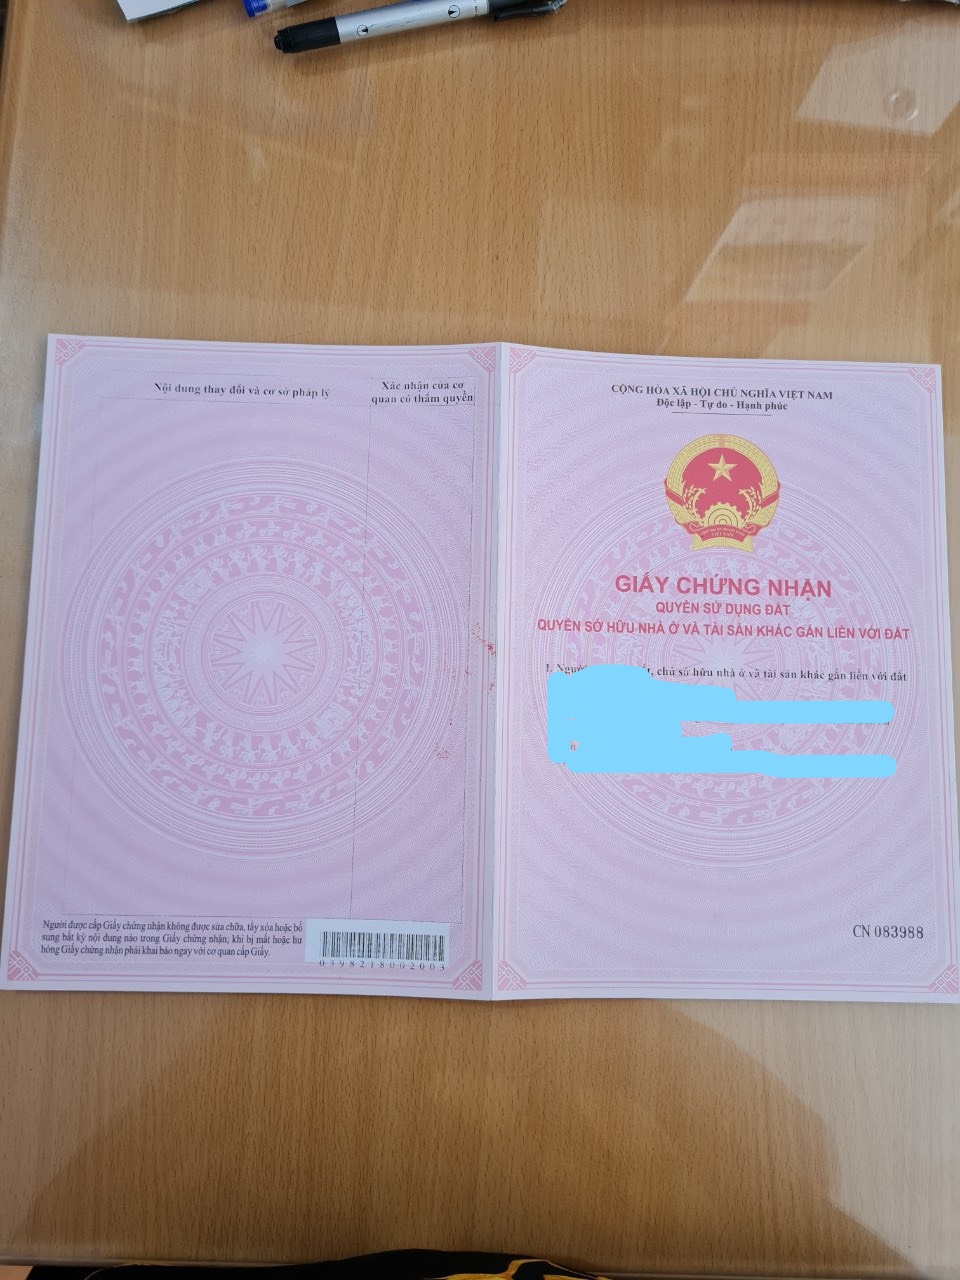 Nội dung thay đổi và cơ sở pháp lý
Xác nhận của cơ
quan có thẩm quyền
Người được cấp Giấy chứng nhận không được sửa chữa, tẩy xóa hoặc bổ
sung bất kỳ nội dung nào trong Giấy chứng nhận; khi bị mất hoặc hư
hỏng Giấy chứng nhận phải khai báo ngay với cơ quan cấp Giấy.
0398218002003
CỘNG HÒA XÃ HỘI CHỦ NGHĨA VIỆT NAM
Độc lập - Tự do - Hạnh phúc
VIỆT NAM
GIẤY CHỨNG NHẬN
QUYỀN SỬ DỤNG ĐẤT
QUYỀN SỞ HỮU NHÀ Ở VÀ TÀI SẢN KHÁC GẮN LIỀN VỚI ĐẤT
1. chủ sở hữu nhà ở và tài sản khác gắn liền với đất
CN 083988